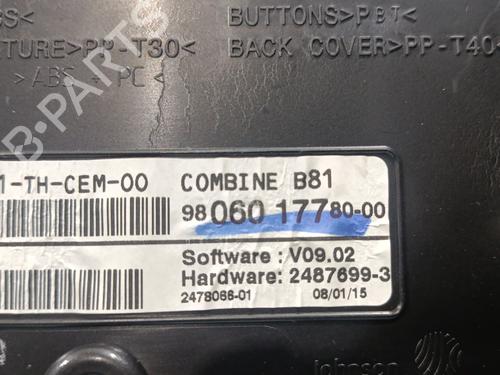 BUTTONS>PBT<
>PP-T30<
BACK COVER>PP-T40<
>ABS + PC<
B-PARTS
1-TH-CEM-00
COMBINE B81
98 060 177 80-00
Software : V09.02
Hardware: 2487699-3
2478066-01
08/01/15
Johnson